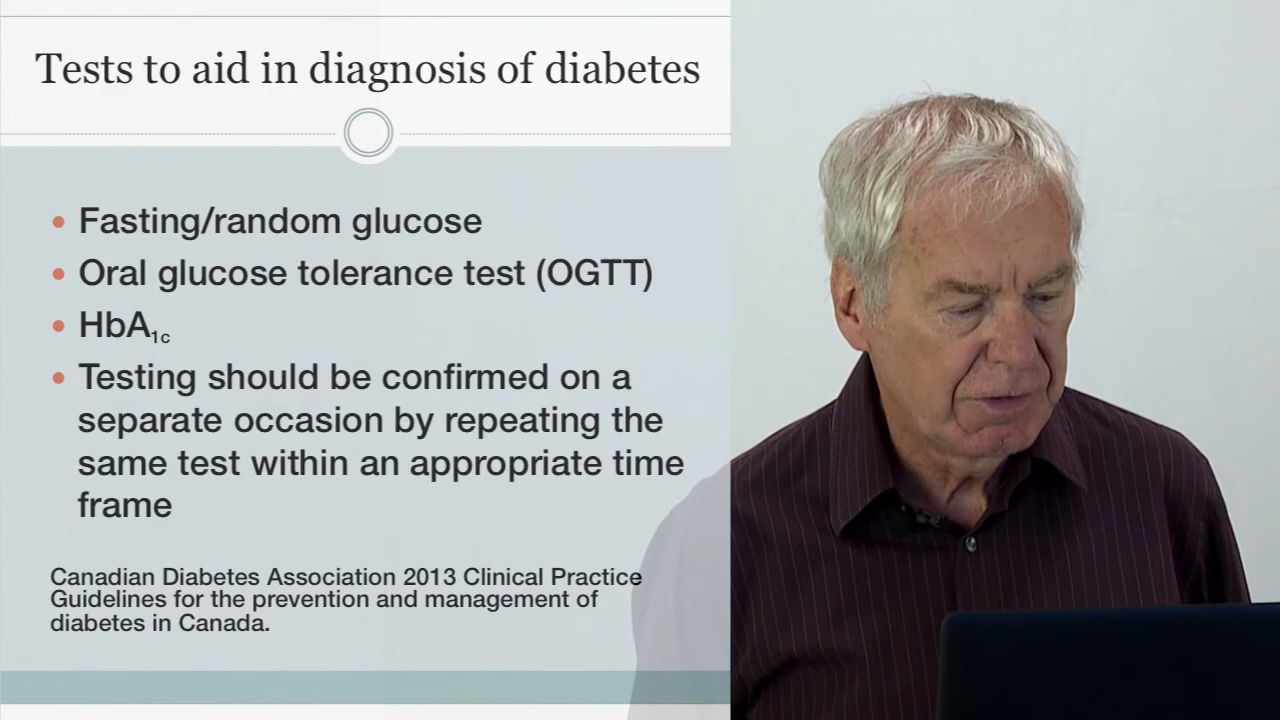 Tests to aid in diagnosis of diabetes
Fasting/random glucose
Oral glucose tolerance test (OGTT)
HbA1c
Testing should be confirmed on a
separate occasion by repeating the
same test within an appropriate time
frame
Canadian Diabetes Association 2013 Clinical Practice
Guidelines for the prevention and management of
diabetes in Canada.